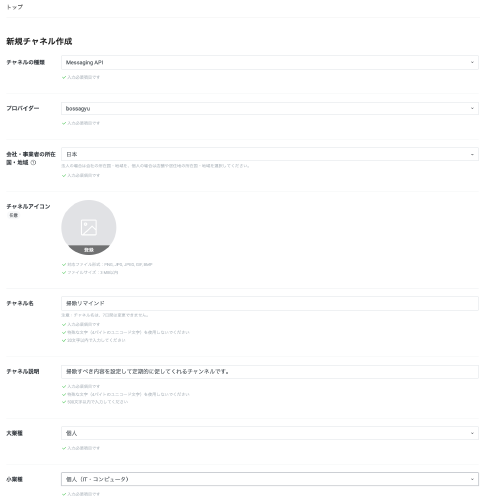 トップ
新規チャネル作成
チャネルの種類
Messaging API
入力必須項目です
プロバイダー
bousagyu
入力必須項目です
会社・事業者の所在
国・地域
日本
法人の場合は会社の所在国・地域を、個人の場合は店舗や居住地の所在国・地域を選択してください。
入力必須項目です
チャネルアイコン
任意
登録
対応ファイル形式：PNG, JPG, JPEG, GIF, BMP
ファイルサイズ：3 MB以内
チャネル名
掃除リマインド
注意：チャネル名は、7日間は変更できません。
入力必須項目です
特殊な文字（4バイトのユニコード文字）を使用しないでください
20文字以内で入力してください
チャネル説明
掃除すべき内容を設定して定期的に促してくれるチャンネルです。
入力必須項目です
特殊な文字（4バイトのユニコード文字）を使用しないでください
500文字以内で入力してください
大業種
個人
入力必須項目です
小業種
個人（IT・コンピュータ）
入力必須項目です